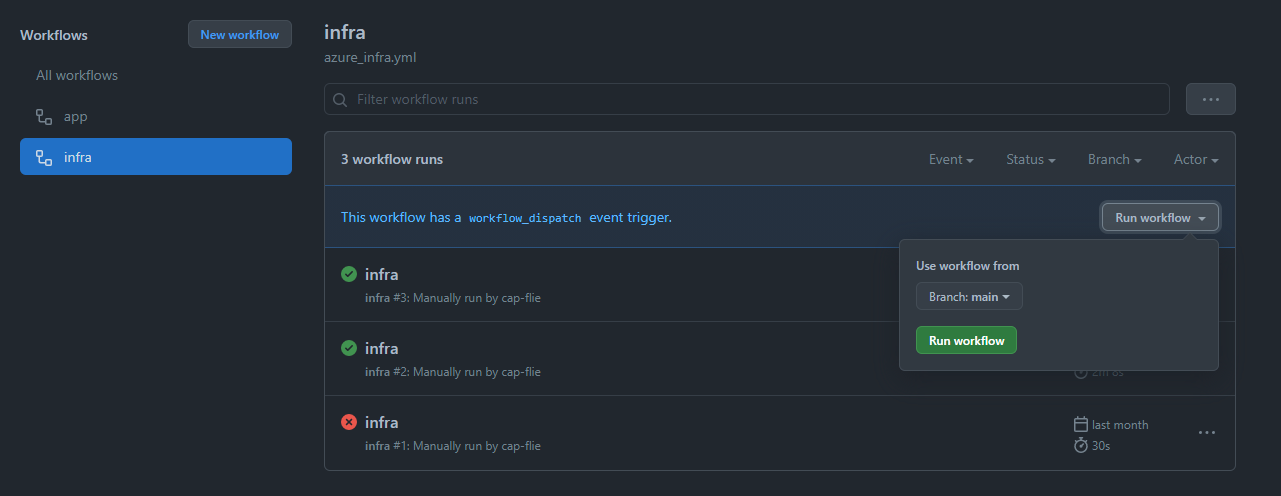 Workflows
New workflow
All workflows
app
infra
infra
azure_infra.yml
Filter workflow runs
3 workflow runs
Event
Status
Branch
Actor
This workflow has a workflow_dispatch event trigger.
Run workflow
Use workflow from
Branch: main
Run workflow
infra
infra #3: Manually run by cap-flie
infra
infra #2: Manually run by cap-flie
2m 8s
infra
infra #1: Manually run by cap-flie
last month
30s